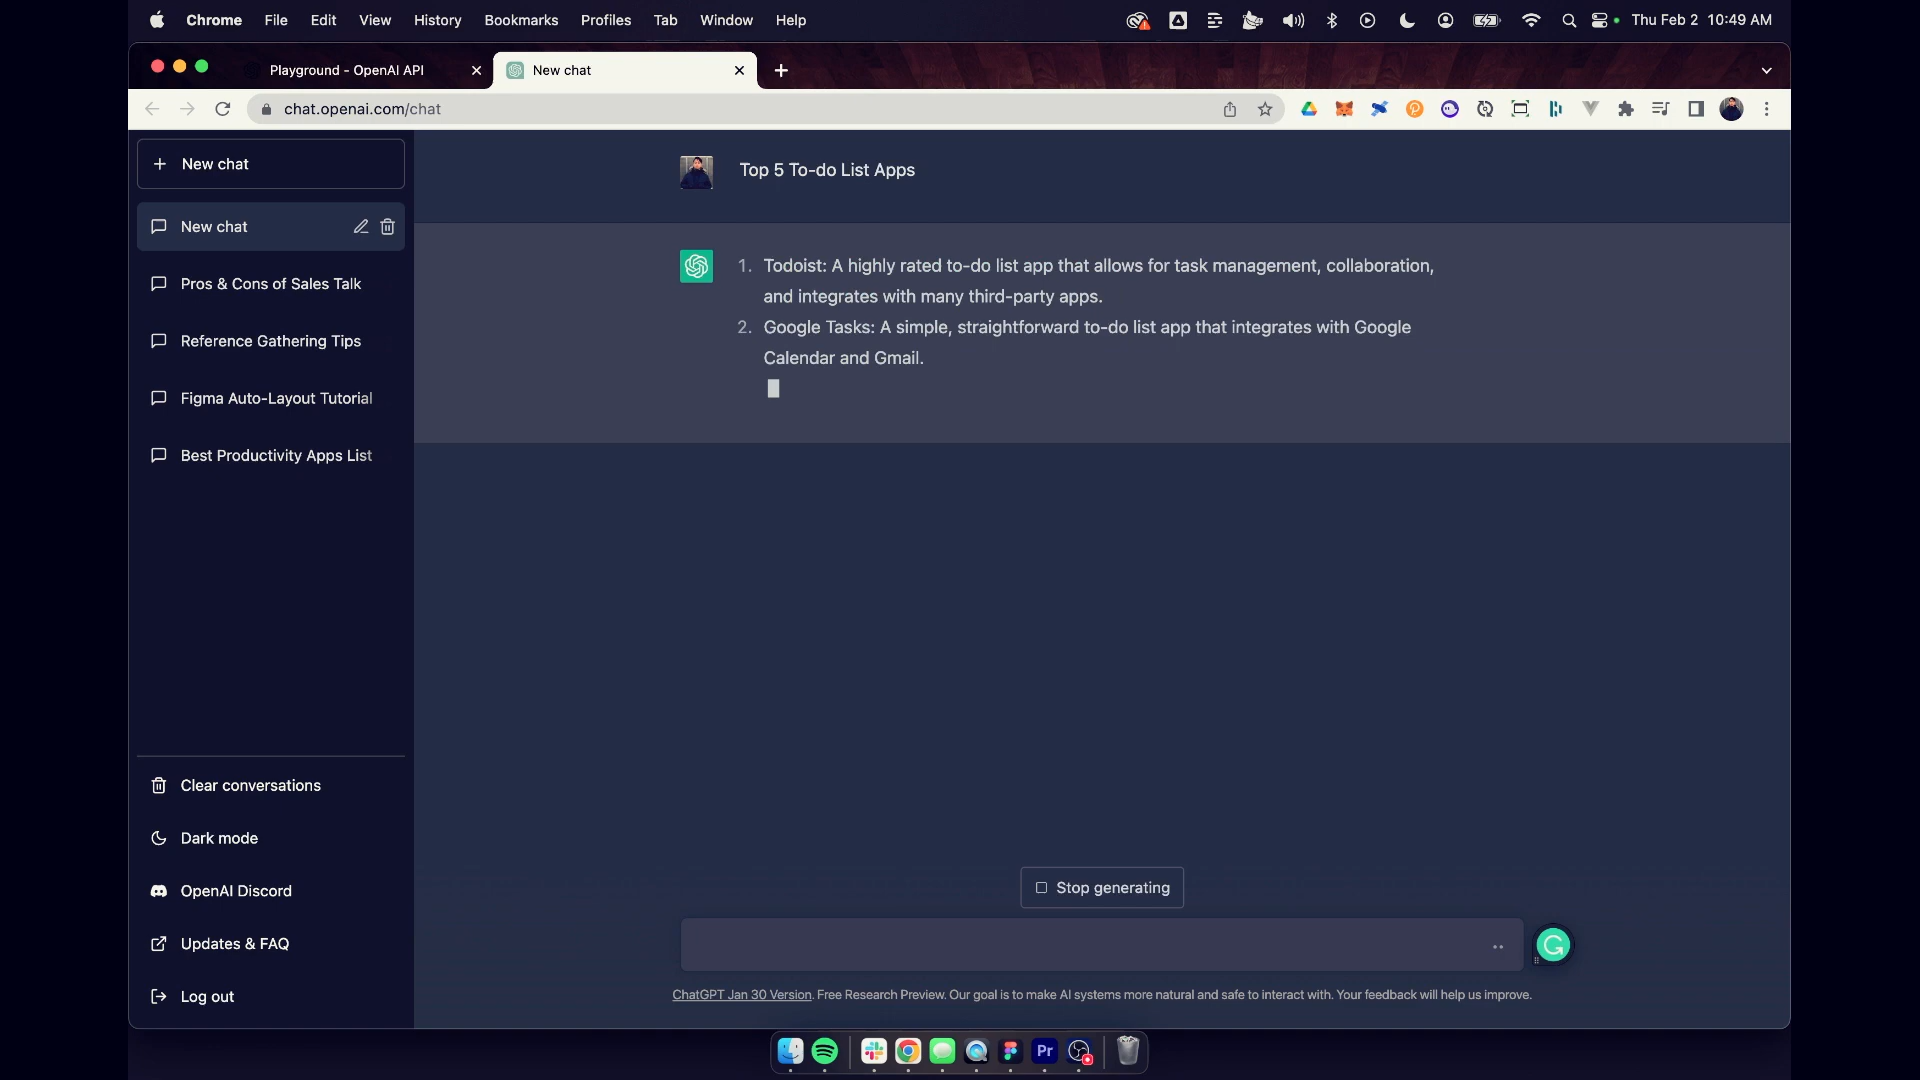 Chrome File Edit View History Bookmarks Profiles Tab Window Help
Thu Feb 2 10:49 AM
Playground - OpenAI API
New chat
chat.openai.com/chat
New chat
New chat
Pros & Cons of Sales Talk
Reference Gathering Tips
Figma Auto-Layout Tutorial
Best Productivity Apps List
Clear conversations
Dark mode
OpenAI Discord
Updates & FAQ
Log out
Top 5 To-do List Apps
1. Todoist: A highly rated to-do list app that allows for task management, collaboration,
and integrates with many third-party apps.
2. Google Tasks: A simple, straightforward to-do list app that integrates with Google
Calendar and Gmail.
Stop generating
ChatGPT Jan 30 Version. Free Research Preview. Our goal is to make AI systems more natural and safe to interact with. Your feedback will help us improve.
Pr